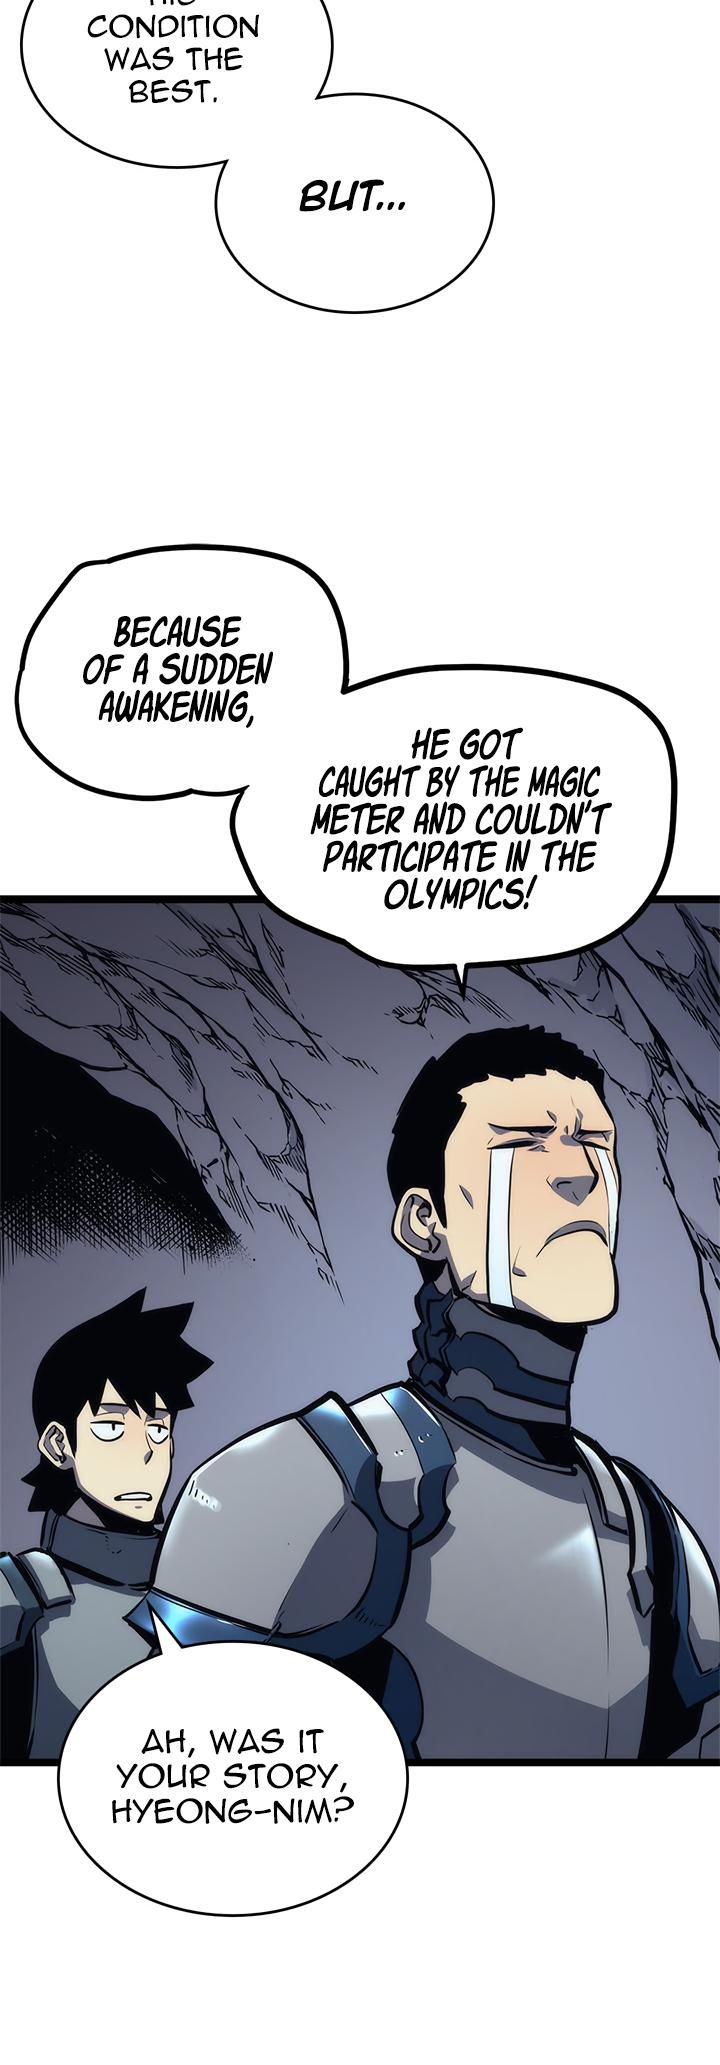 CONDITION
WAS THE
BEST.
BUT...
BECAUSE
OF A SUDDEN
AWAKENING,
HE GOT
CAUGHT BY THE MAGIC
METER AND COULDN'T
PARTICIPATE IN THE
OLYMPICS!
AH, WAS IT
YOUR STORY,
HYEONG-NIM?